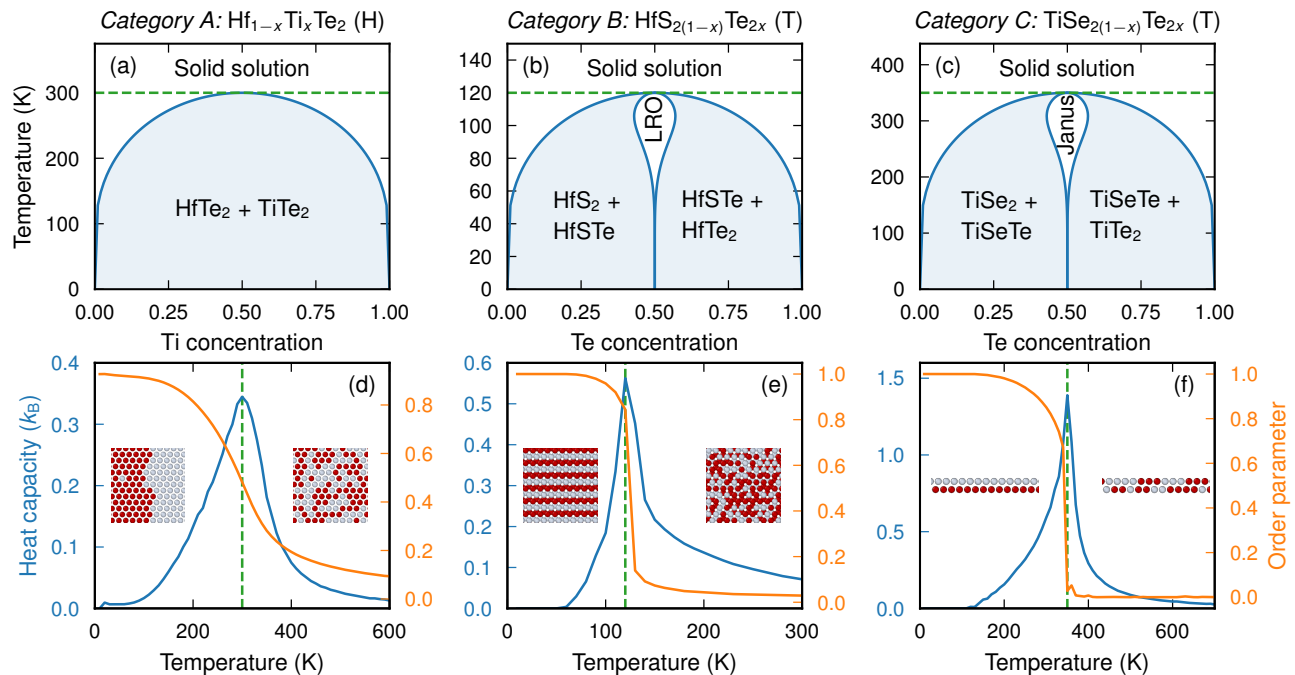 Category A: Hf₁₋ₓTiₓTe₂ (H)
Category B: HfS₂₍₁₋ₓ₎Te₂ₓ (T)
Category C: TiSe₂₍₁₋ₓ₎Te₂ₓ (T)
(a)
Solid solution
HfTe₂ + TiTe₂
Temperature (K)
300
200
100
0
0.00 0.25 0.50 0.75 1.00
Ti concentration
(b)
Solid solution
LRO
HfS₂ +
HfSTe
HfSTe +
HfTe₂
140
120
100
80
60
40
20
0
0.00 0.25 0.50 0.75 1.00
Te concentration
(c)
Solid solution
Janus
TiSe₂ +
TiSeTe
TiSeTe +
TiTe₂
400
300
200
100
0
0.00 0.25 0.50 0.75 1.00
Te concentration
(d)
Heat capacity (k_B)
0.4
0.3
0.2
0.1
0.0
0.8
0.6
0.4
0.2
0.0
0 200 400 600
Temperature (K)
(e)
0.6
0.5
0.4
0.3
0.2
0.1
0.0
1.0
0.8
0.6
0.4
0.2
0.0
0 100 200 300
Temperature (K)
(f)
1.5
1.0
0.5
0.0
1.0
0.8
0.6
0.4
0.2
0.0
Order parameter
0 200 400 600
Temperature (K)